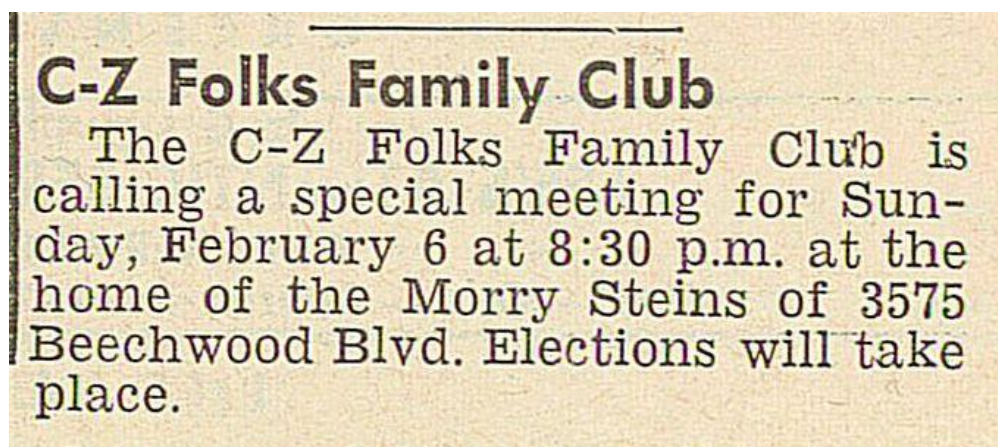 C-Z Folks Family Club
The C-Z Folks Family Club is
calling a special meeting for Sun-
day, February 6 at 8:30 p.m. at the
home of the Morry Steins of 3575
Beechwood Blvd. Elections will take
place.